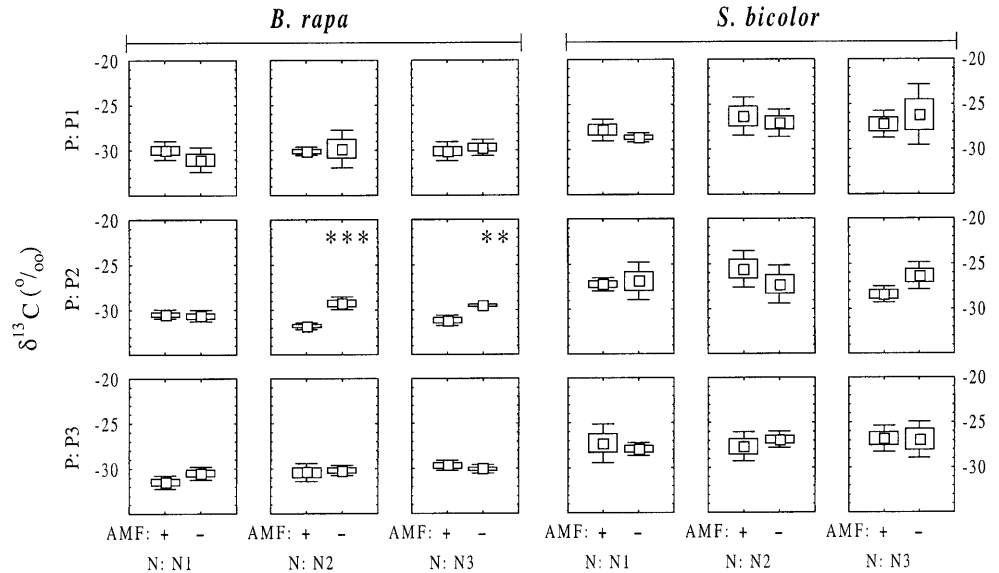 B. rapa S. bicolor
-20 -20
-25 -25
P: P1
-30 -30
-20 *** ** -20
δ¹³C (⁰/₀₀)
-25 -25
P: P2
-30 -30
-20 -20
-25 -25
P: P3
-30 -30
AMF: + - AMF: + - AMF: + - AMF: + - AMF: + - AMF: + -
N: N1 N: N2 N: N3 N: N1 N: N2 N: N3